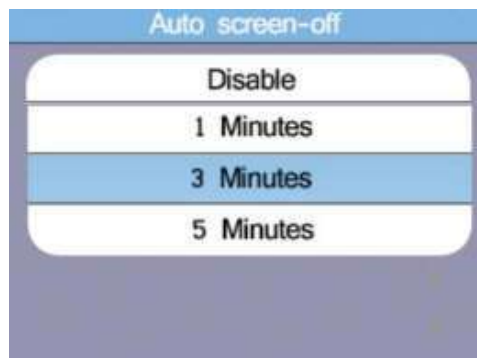 Auto screen-off
Disable
1 Minutes
3 Minutes
5 Minutes